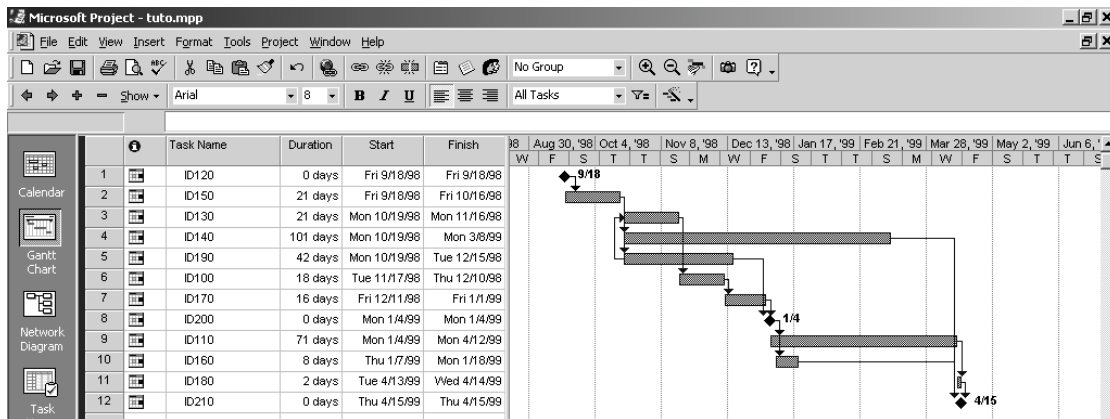 Microsoft Project - tuto.mpp
File Edit View Insert Format Tools Project Window Help
ABC No Group
Show Arial 8 B I U All Tasks
Task Name Duration Start Finish 98 Aug 30, '98 Oct 4, '98 Nov 8, '98 Dec 13, '98 Jan 17, '99 Feb 21, '99 Mar 28, '99 May 2, '99 Jun 6, '
W F S T T S M W F S T T S M W F S T T S
1 ID120 0 days Fri 9/18/98 Fri 9/18/98 9/18
2 ID150 21 days Fri 9/18/98 Fri 10/16/98
3 ID130 21 days Mon 10/19/98 Mon 11/16/98
4 ID140 101 days Mon 10/19/98 Mon 3/8/99
5 ID190 42 days Mon 10/19/98 Tue 12/15/98
6 ID100 18 days Tue 11/17/98 Thu 12/10/98
7 ID170 16 days Fri 12/11/98 Fri 1/1/99
8 ID200 0 days Mon 1/4/99 Mon 1/4/99 1/4
9 ID110 71 days Mon 1/4/99 Mon 4/12/99
10 ID160 8 days Thu 1/7/99 Mon 1/18/99
11 ID180 2 days Tue 4/13/99 Wed 4/14/99
12 ID210 0 days Thu 4/15/99 Thu 4/15/99 4/15
Calendar
Gantt
Chart
Network
Diagram
Task